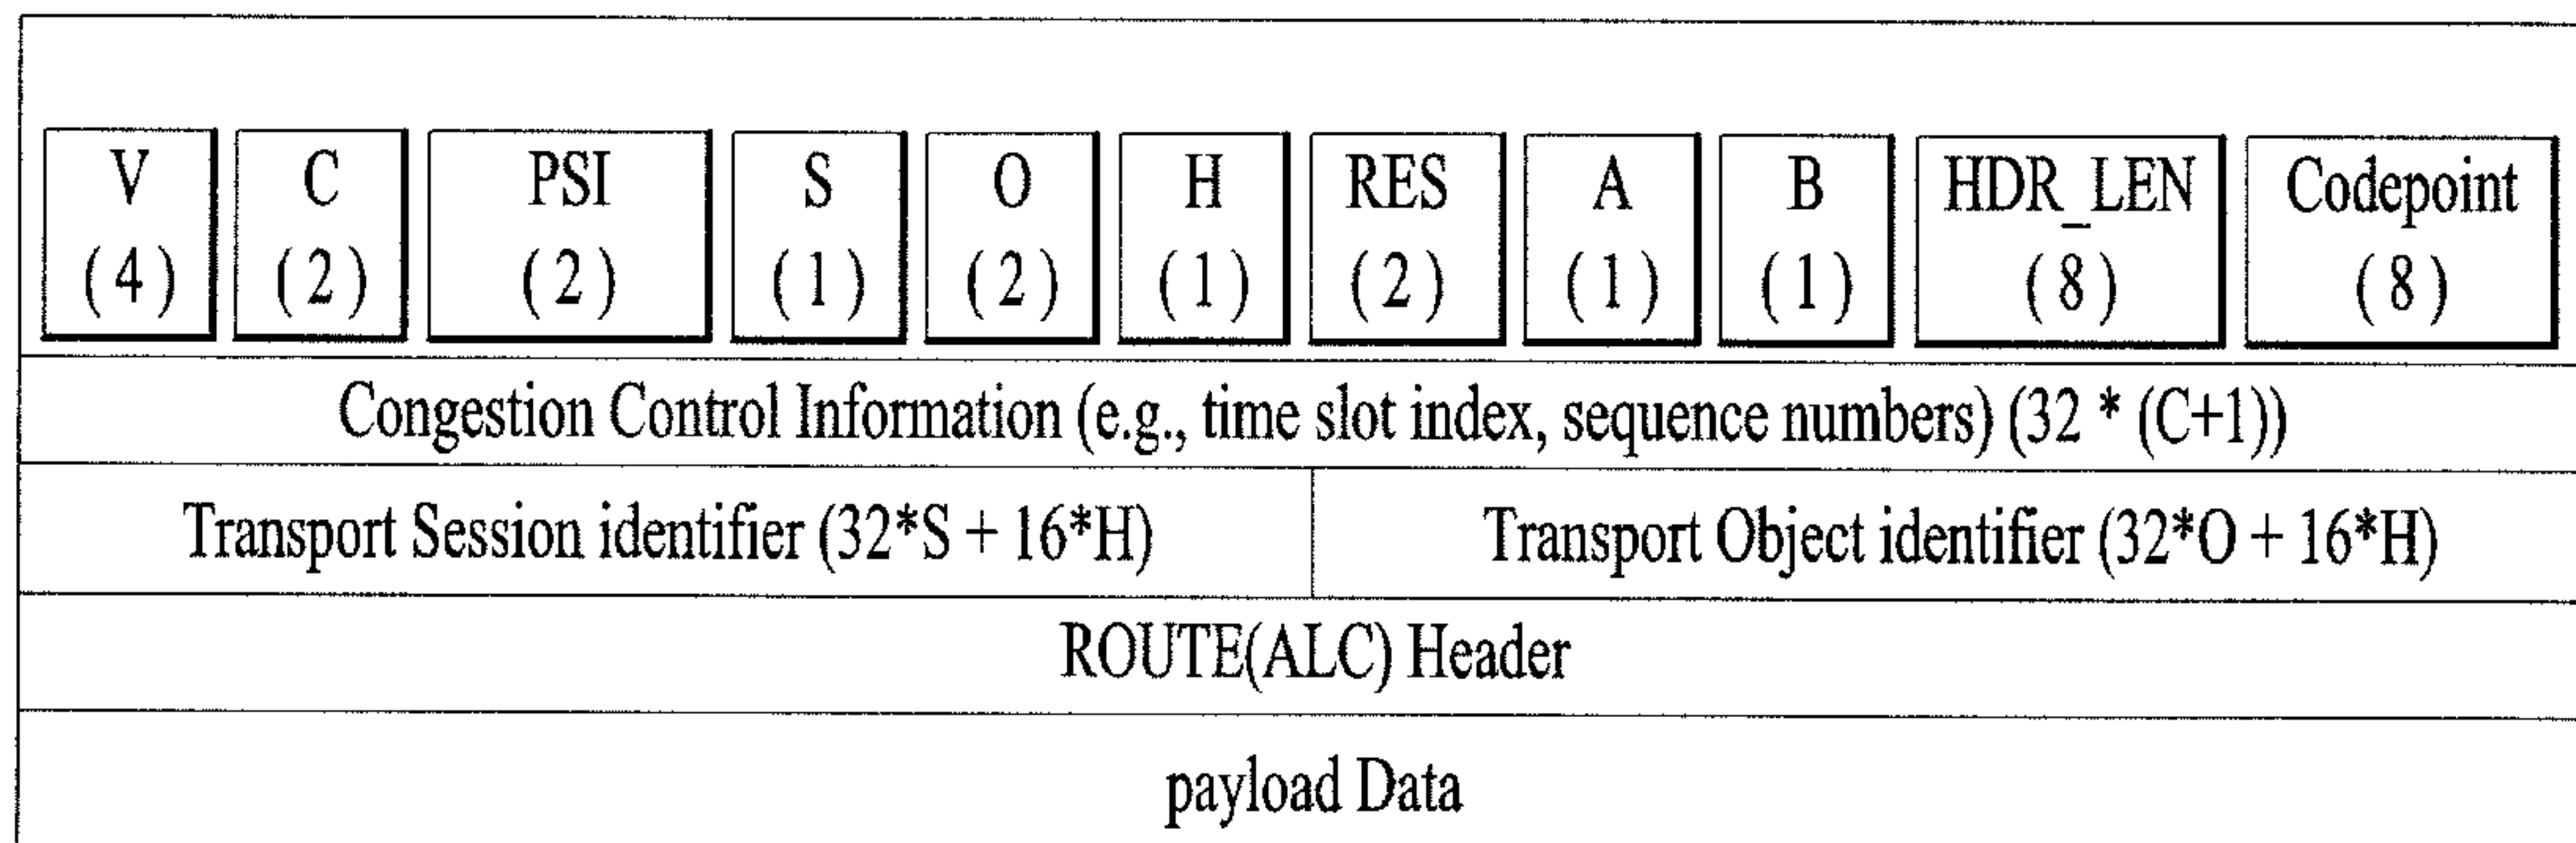 V C PSI S O H RES A B HDR_LEN Codepoint
( 4 ) ( 2 ) ( 2 ) ( 1 ) ( 2 ) ( 1 ) ( 2 ) ( 1 ) ( 1 ) ( 8 ) ( 8 )
Congestion Control Information (e.g., time slot index, sequence numbers) (32 * (C+1))
Transport Session identifier (32*S + 16*H) Transport Object identifier (32*O + 16*H)
ROUTE(ALC) Header
payload Data